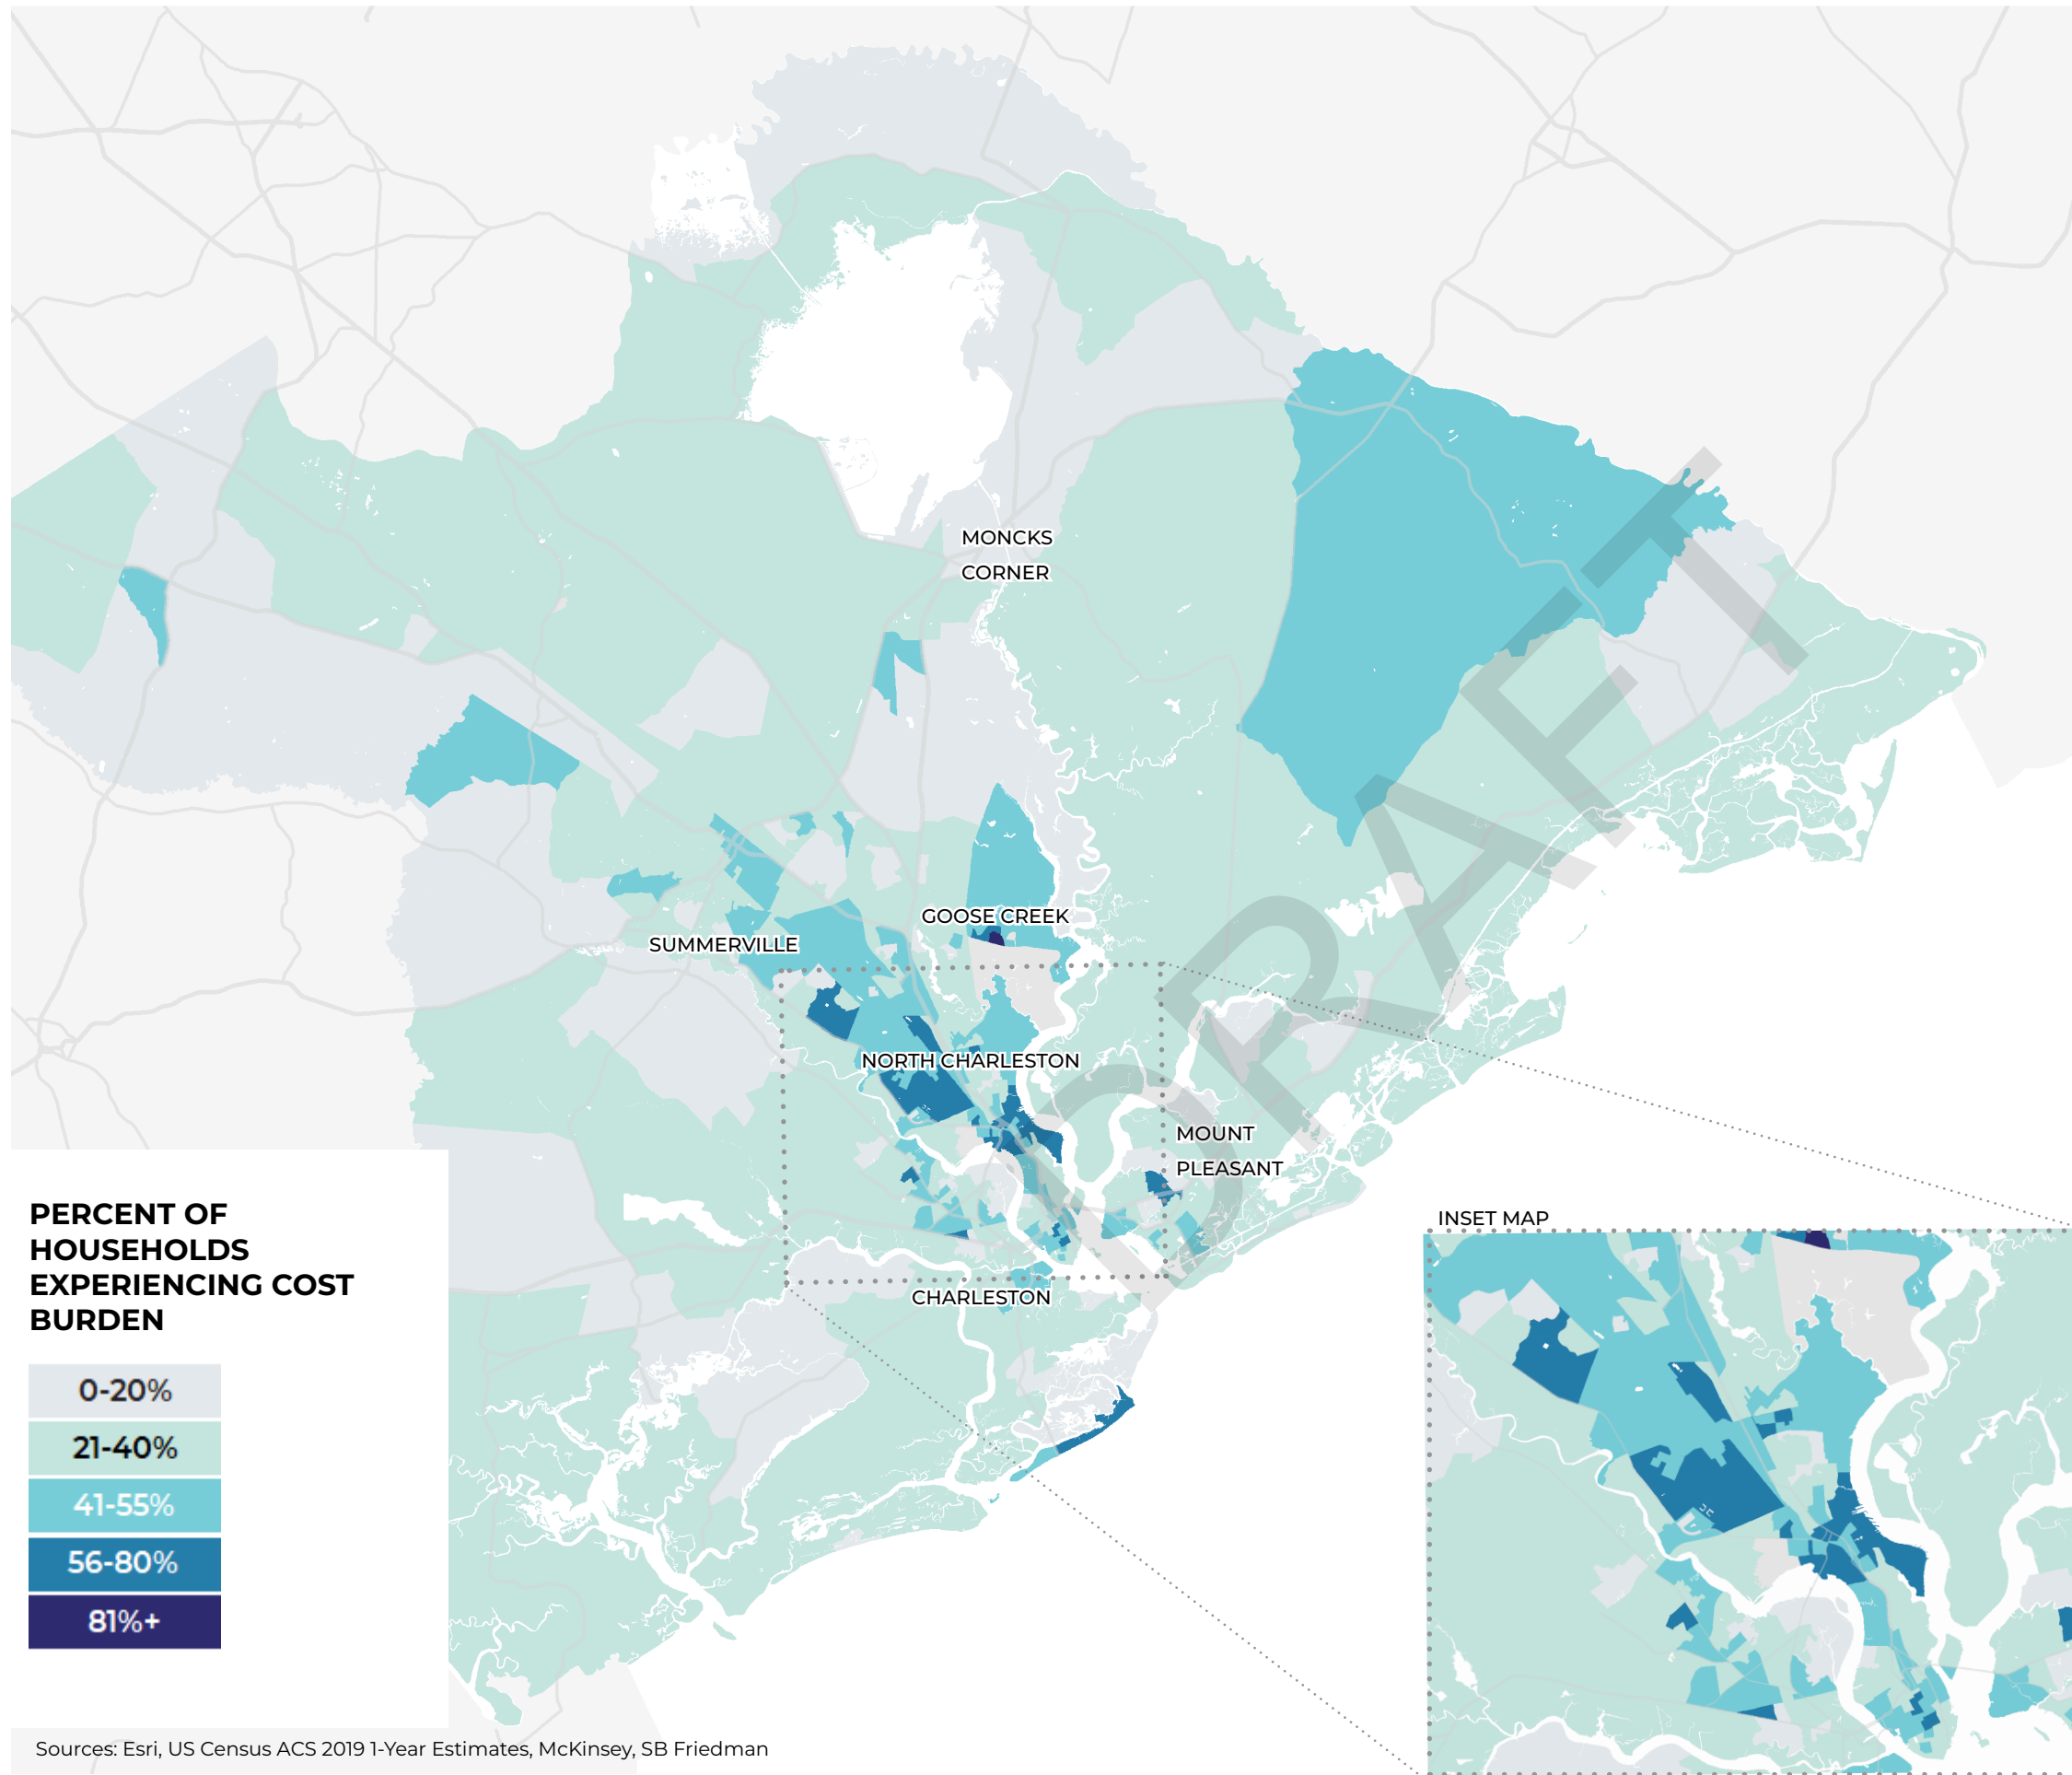 MONCKS
CORNER
GOOSE CREEK
SUMMERVILLE
NORTH CHARLESTON
MOUNT
PLEASANT
CHARLESTON
DRAFT
INSET MAP
PERCENT OF
HOUSEHOLDS
EXPERIENCING COST
BURDEN
0-20%
21-40%
41-55%
56-80%
81%+
Sources: Esri, US Census ACS 2019 1-Year Estimates, McKinsey, SB Friedman